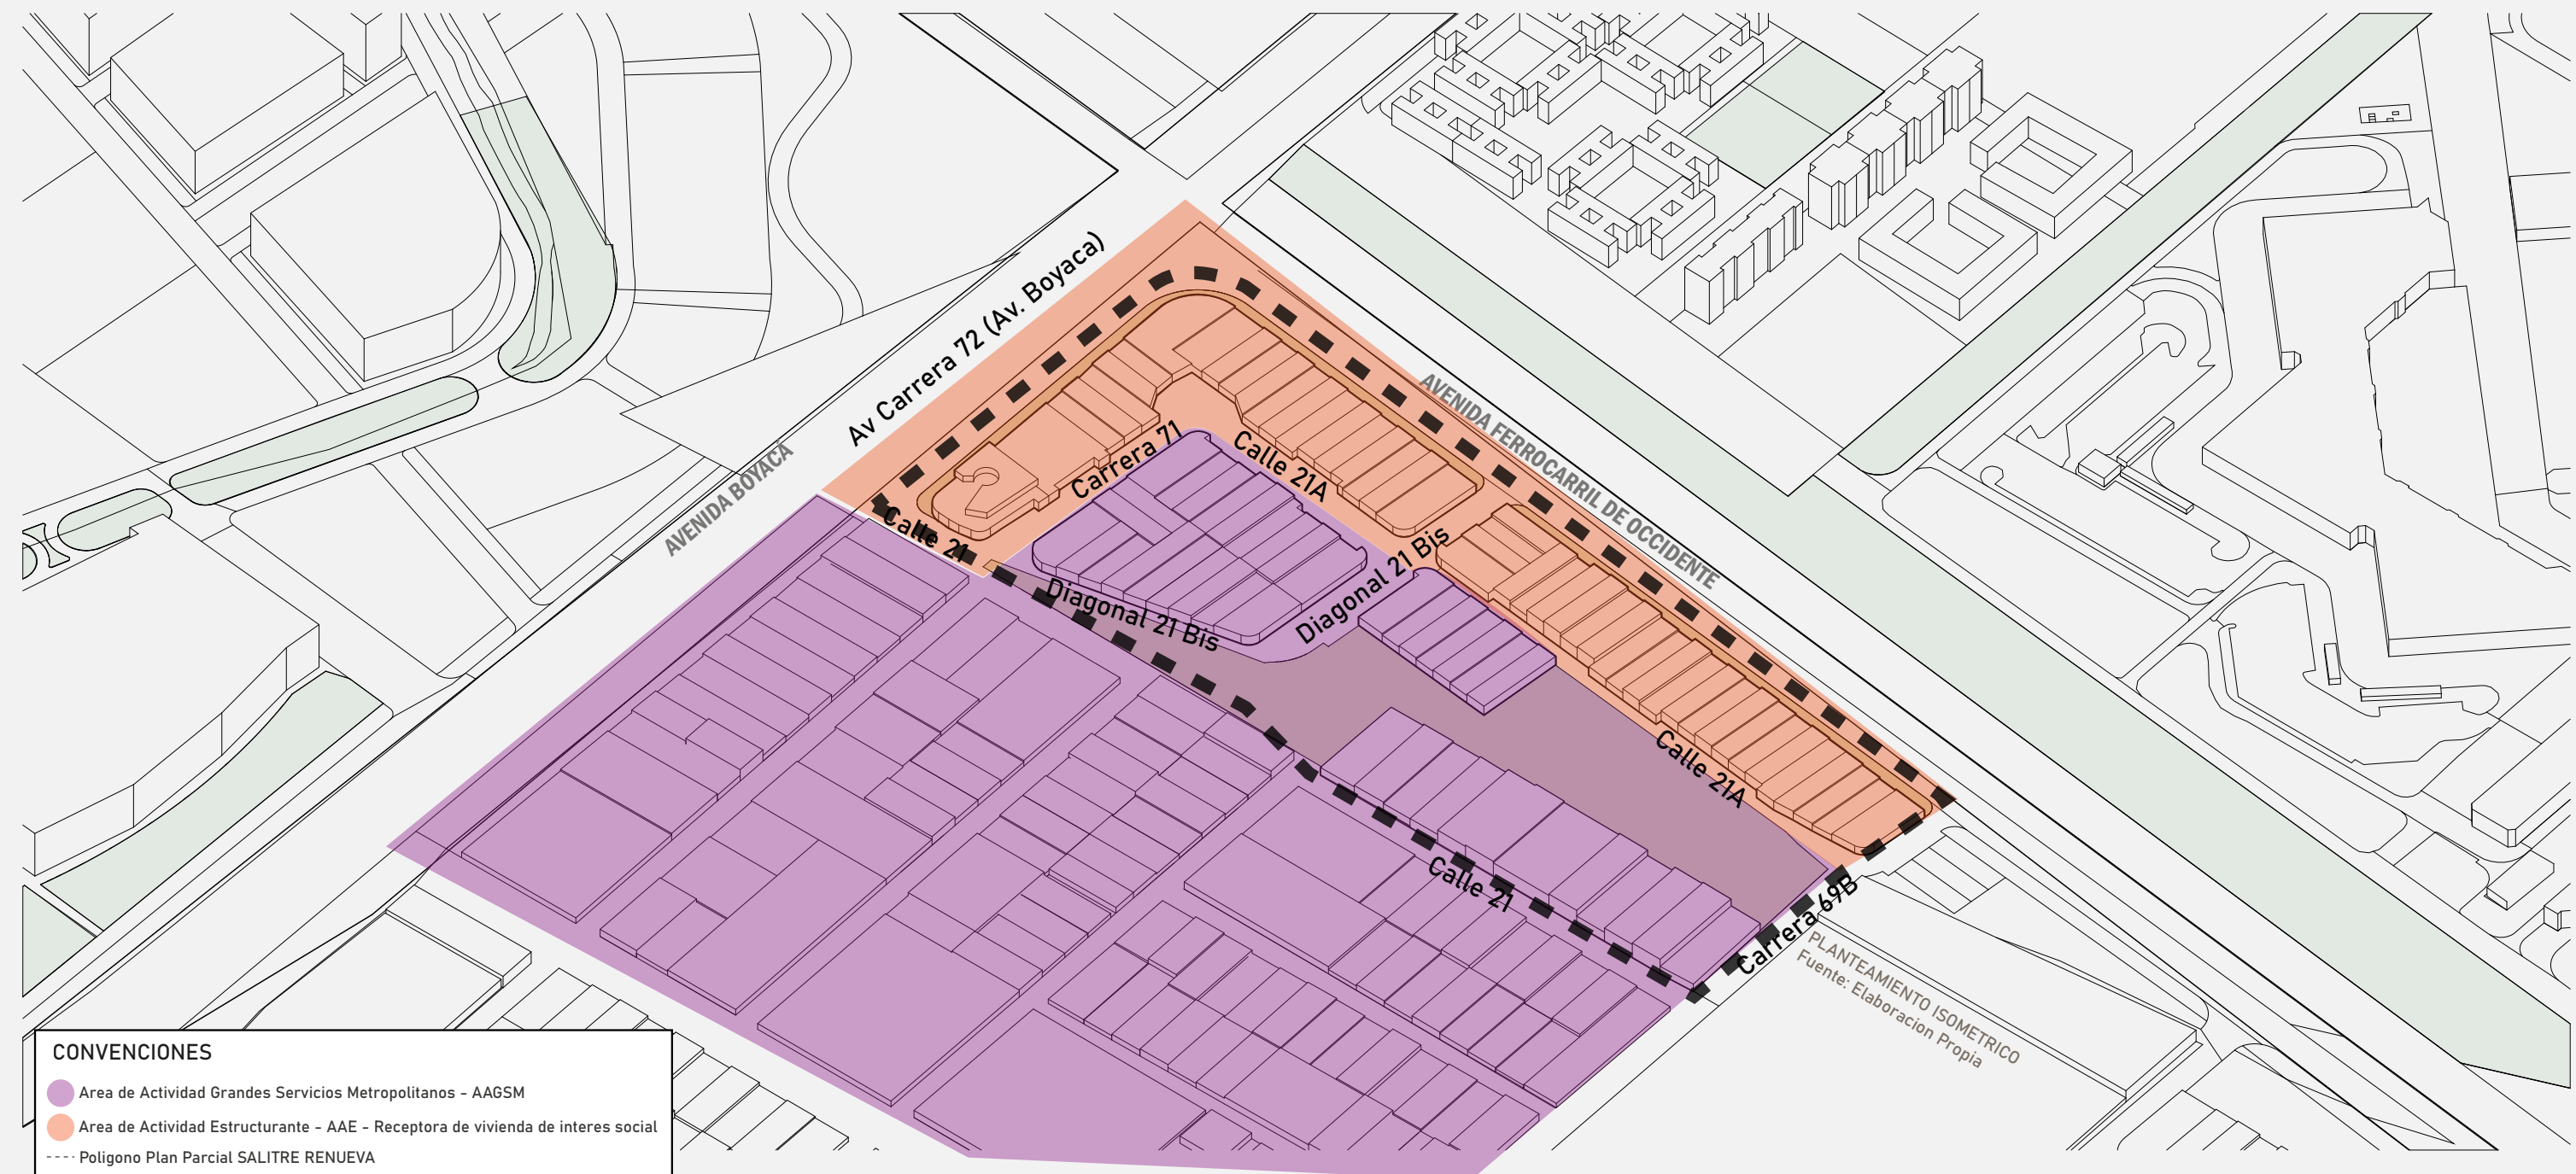 Av Carrera 72 (Av. Boyaca)
AVENIDA BOYACA
AVENIDA FERROCARRIL DE OCCIDENTE
Carrera 71
Calle 21A
Calle 21
Diagonal 21 Bis
Diagonal 21 Bis
Calle 21A
Calle 21
Carrera 69B
PLANTEAMIENTO ISOMETRICO
Fuente: Elaboracion Propia
CONVENCIONES
Area de Actividad Grandes Servicios Metropolitanos - AAGSM
Area de Actividad Estructurante - AAE - Receptora de vivienda de interes social
Poligono Plan Parcial SALITRE RENUEVA